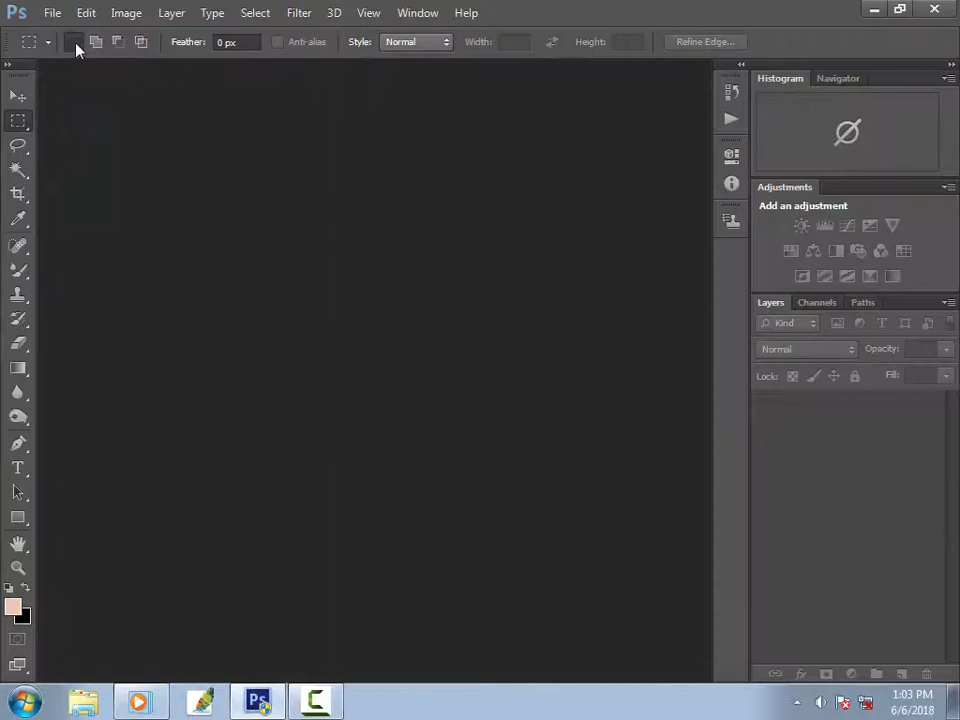 Ps File Edit Image Layer Type Select Filter 3D View Window Help
Feather: 0 px Anti-alias Style: Normal Width: Height: Refine Edge...
Histogram Navigator
Adjustments
Add an adjustment
Layers Channels Paths
Kind T
Normal Opacity:
Lock: Fill:
T
Ps
1:03 PM
6/6/2018